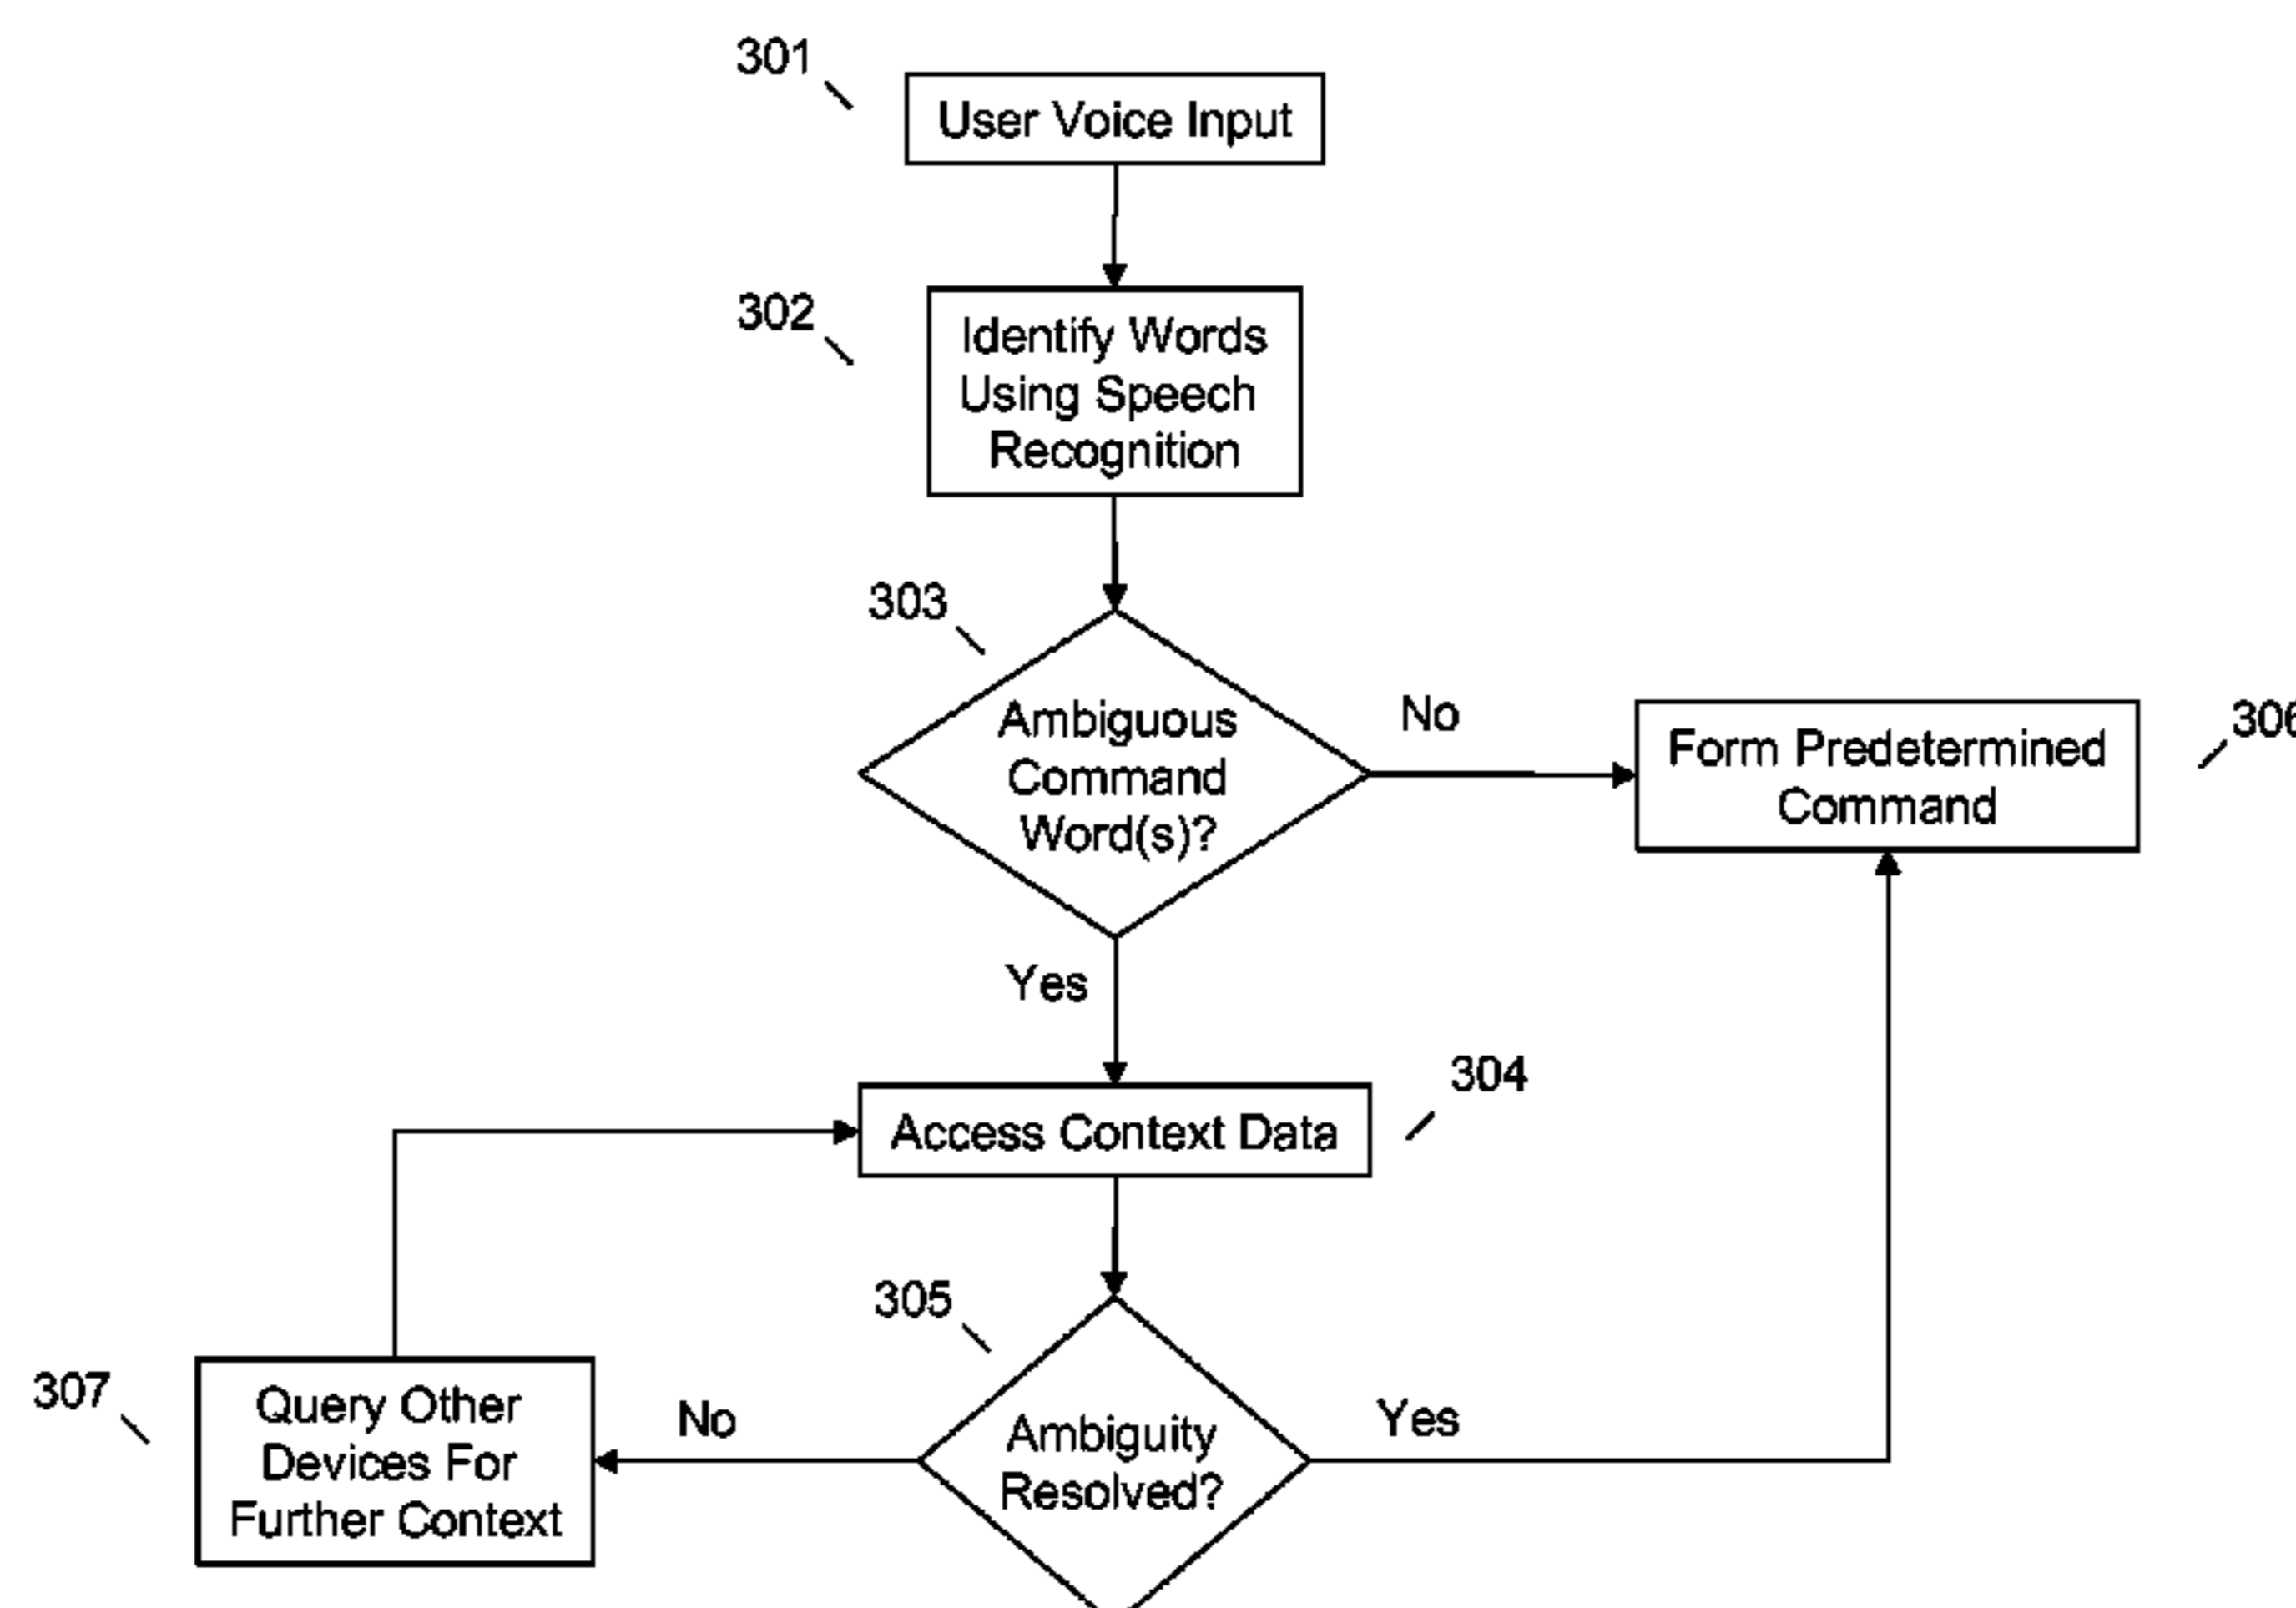 301
User Voice Input
302
Identify Words
Using Speech
Recognition
303
Ambiguous
Command
Word(s)?
No
Form Predetermined
Command
306
Yes
304
Access Context Data
305
307
Query Other
Devices For
Further Context
No
Ambiguity
Resolved?
Yes